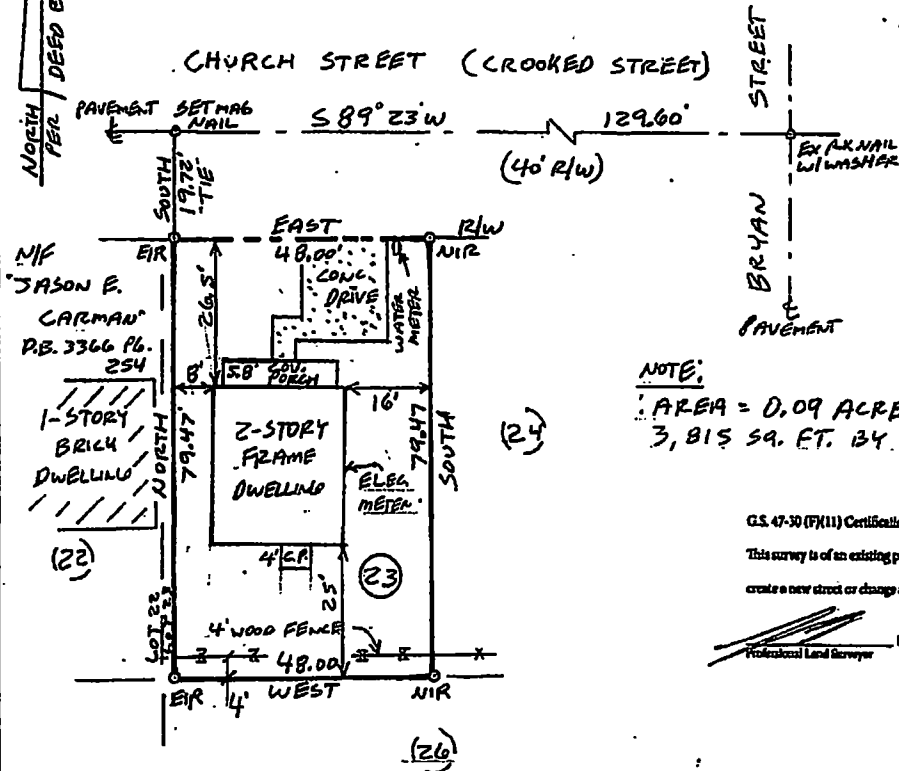 NORTH
PER / DEED B
CHURCH STREET (CROOKED STREET)
PAVEMENT
SET MAG
NAIL
S 89° 23' W
129.60'
(40' R/W)
STREET
BRYAN
EX P.K. NAIL
W/ WASHER
PAVEMENT
SOUTH
19.72'
TIE
EAST
R/W
EIR
48.00'
NIR
N/F
JASON E.
CARMAN
D.B. 3366 PG.
254
26.5'
CONC
DRIVE
WATER
METER
8'
5.8'
COV.
PORCH
16'
1-STORY
BRICK
DWELLING
NORTH
79.47'
2-STORY
FRAME
DWELLING
79.47
SOUTH
(24)
ELEC
METER
NOTE:
AREA = 0.09 ACRE
3,815 SQ. FT. BY
G.S. 47-30 (F)(11) Certificati
This survey is of an existing p
create a new street or change a
Professional Land Surveyor
(22)
4' C.P.
25'
23
LOT 22
LOT 23
4' WOOD FENCE
48.00
EIR
4'
WEST
NIR
(26)